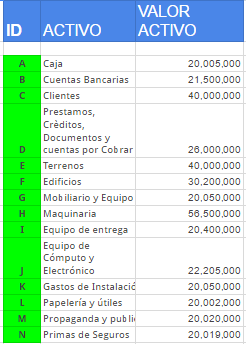 ID ACTIVO VALOR
ACTIVO
A Caja 20,005,000
B Cuentas Bancarias 21,500,000
C Clientes 40,000,000
Prestamos,
Crèditos,
Documentos y
D cuentas por Cobrar 26,000,000
E Terrenos 40,000,000
F Edificios 30,200,000
G Mobiliario y Equipo 20,050,000
H Maquinaria 56,500,000
I Equipo de entrega 20,400,000
Equipo de
Cómputo y
J Electrónico 22,205,000
K Gastos de Instalació 20,050,000
L Papelería y útiles 20,002,000
M Propaganda y publi 20,020,000
N Primas de Seguros 20,019,000